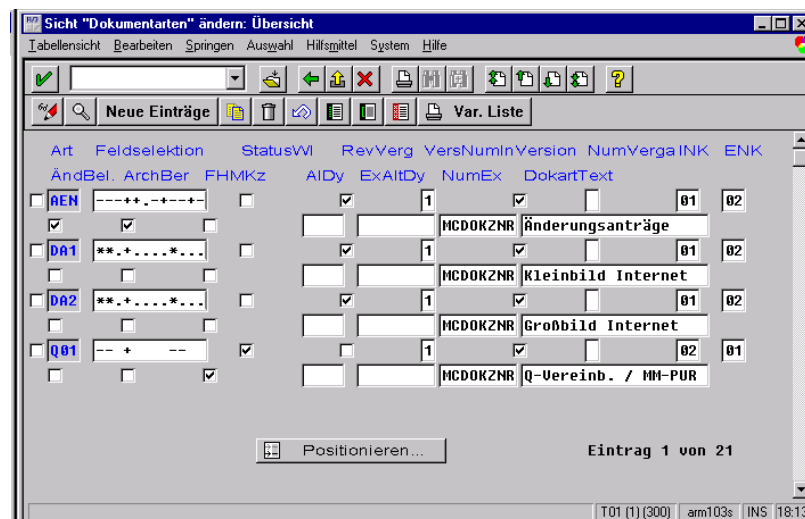 Sicht "Dokumentarten" ändern: Übersicht
Tabellensicht Bearbeiten Springen Auswahl Hilfsmittel System Hilfe
Neue Einträge Var. Liste
Art Feldselektion StatusWl RevVerg VersNumInVersion NumVergaINK ENK
ÄndBel. ArchBer FHMKz AlDy ExAltDy NumEx DokartText
AEN ---++.-+--+- 1 01 02
MCDOKZNR Änderungsanträge
DA1 **.+....*... 1 01 02
MCDOKZNR Kleinbild Internet
DA2 **.+....*... 1 01 02
MCDOKZNR Großbild Internet
Q01 -- + -- 1 02 01
MCDOKZNR Q-Vereinb. / MM-PUR
Positionieren... Eintrag 1 von 21
T01 (1) (300) arm103s INS 18:13